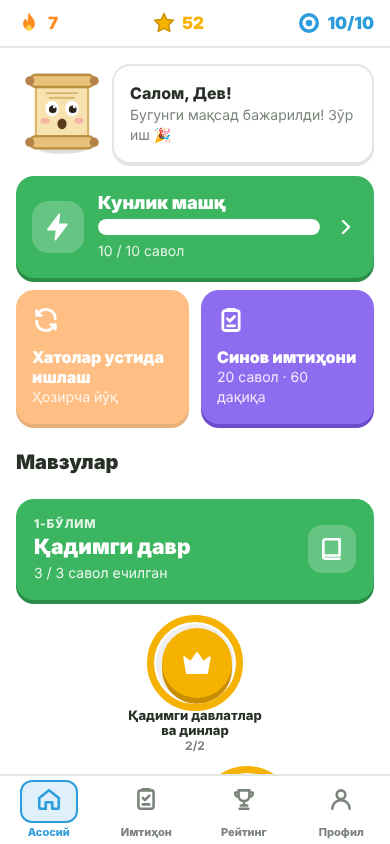 7
52
10/10
Салом, Дев!
Бугунги мақсад бажарилди! Зўр
иш 🎉
Кунлик машқ
10 / 10 савол
Хатолар устида
ишлаш
Ҳозирча йўқ
Синов имтиҳони
20 савол · 60
дақиқа
Мавзулар
1-БЎЛИМ
Қадимги давр
3 / 3 савол ечилган
Қадимги давлатлар
ва динлар
2/2
Асосий
Имтиҳон
Рейтинг
Профил